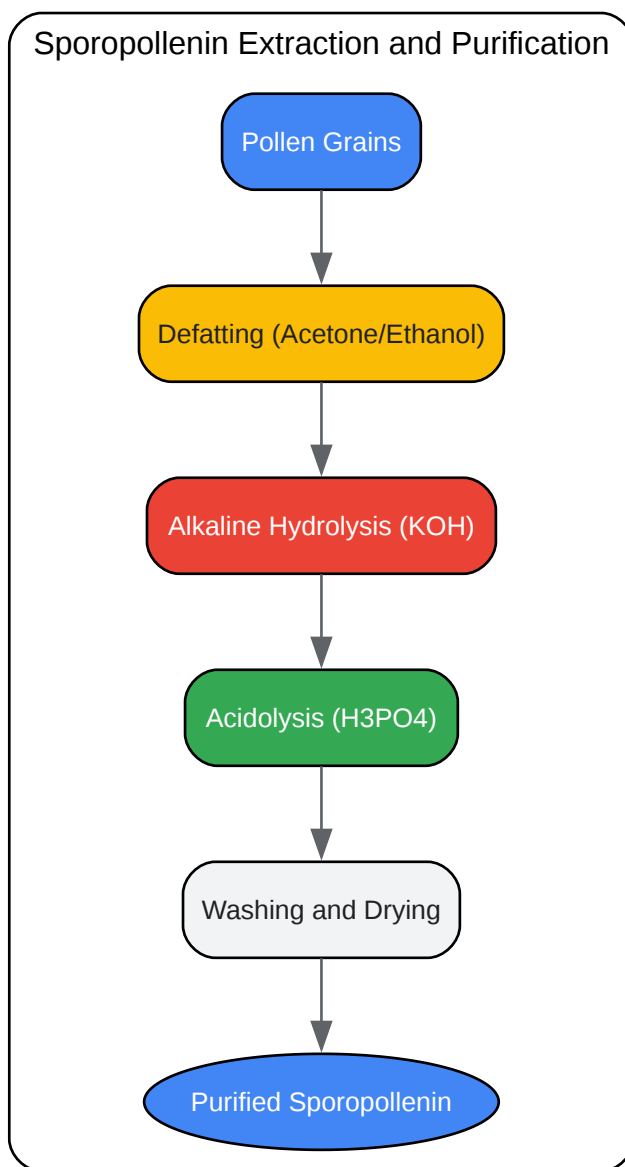 Sporopollenin Extraction and Purification
Pollen Grains
Defatting (Acetone/Ethanol)
Alkaline Hydrolysis (KOH)
Acidolysis (H3PO4)
Washing and Drying
Purified Sporopollenin